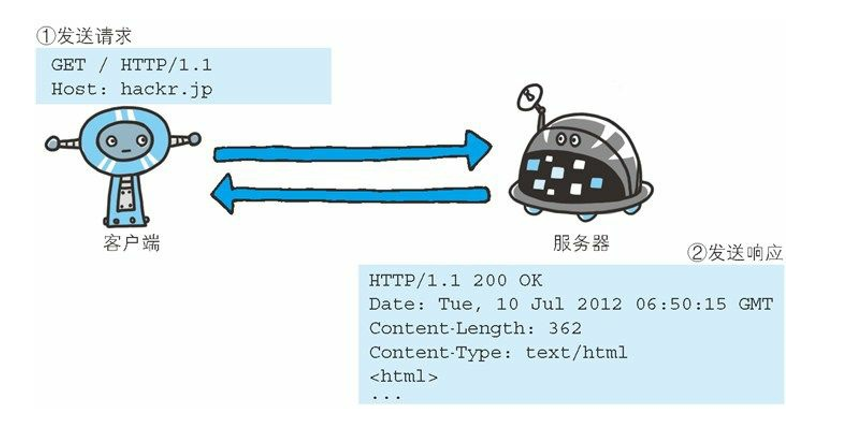 ①发送请求
GET / HTTP/1.1
Host: hackr.jp
客户端
服务器
②发送响应
HTTP/1.1 200 OK
Date: Tue, 10 Jul 2012 06:50:15 GMT
Content-Length: 362
Content-Type: text/html
<html>
...